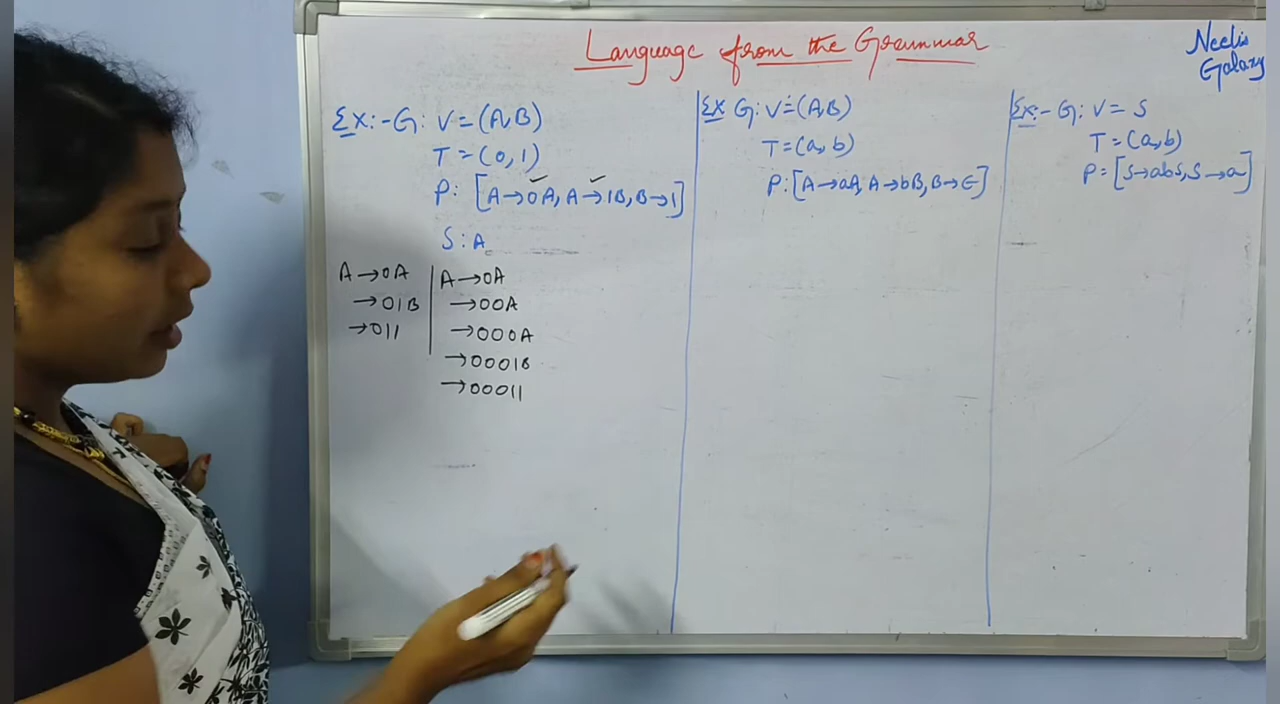 Language from the Grammar
Neelis
Galaxy
Ex:- G: V = (A,B)
T = (0,1)
P: [A→0A, A→1B, B→1]
S: A
A→0A
→01B
→011
A→0A
→00A
→000A
→0001B
→00011
Ex G: V = (A,B)
T = (a,b)
P: [A→aA, A→bB, B→ε]
Ex:- G: V = S
T = (a,b)
P = [S→abS, S→a]